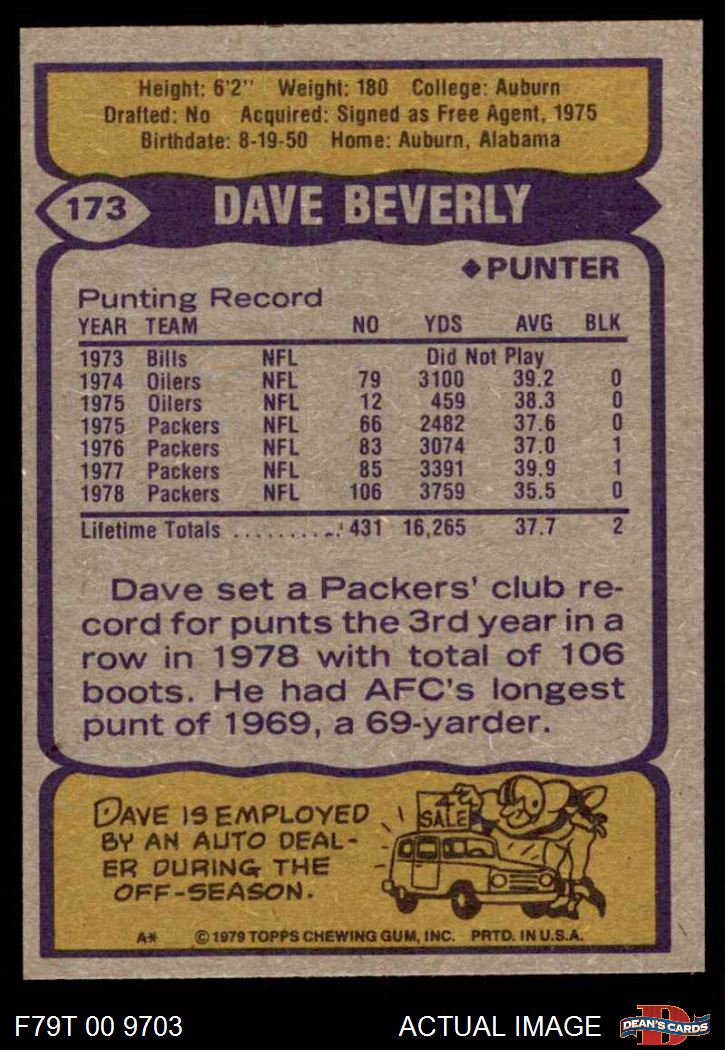 Height: 6'2" Weight: 180 College: Auburn
Drafted: No Acquired: Signed as Free Agent, 1975
Birthdate: 8-19-50 Home: Auburn, Alabama
173 DAVE BEVERLY
◆PUNTER
Punting Record
YEAR TEAM NO YDS AVG BLK
1973 Bills NFL Did Not Play
1974 Oilers NFL 79 3100 39.2 0
1975 Oilers NFL 12 459 38.3 0
1975 Packers NFL 66 2482 37.6 0
1976 Packers NFL 83 3074 37.0 1
1977 Packers NFL 85 3391 39.9 1
1978 Packers NFL 106 3759 35.5 0
Lifetime Totals ........... 431 16,265 37.7 2
Dave set a Packers' club re-
cord for punts the 3rd year in a
row in 1978 with total of 106
boots. He had AFC's longest
punt of 1969, a 69-yarder.
DAVE IS EMPLOYED
BY AN AUTO DEAL-
ER DURING THE
OFF-SEASON.
4
SALE
A* ©1979 TOPPS CHEWING GUM, INC. PRTD. IN U.S.A.
F79T 00 9703 ACTUAL IMAGE D DEAN'S CARDS